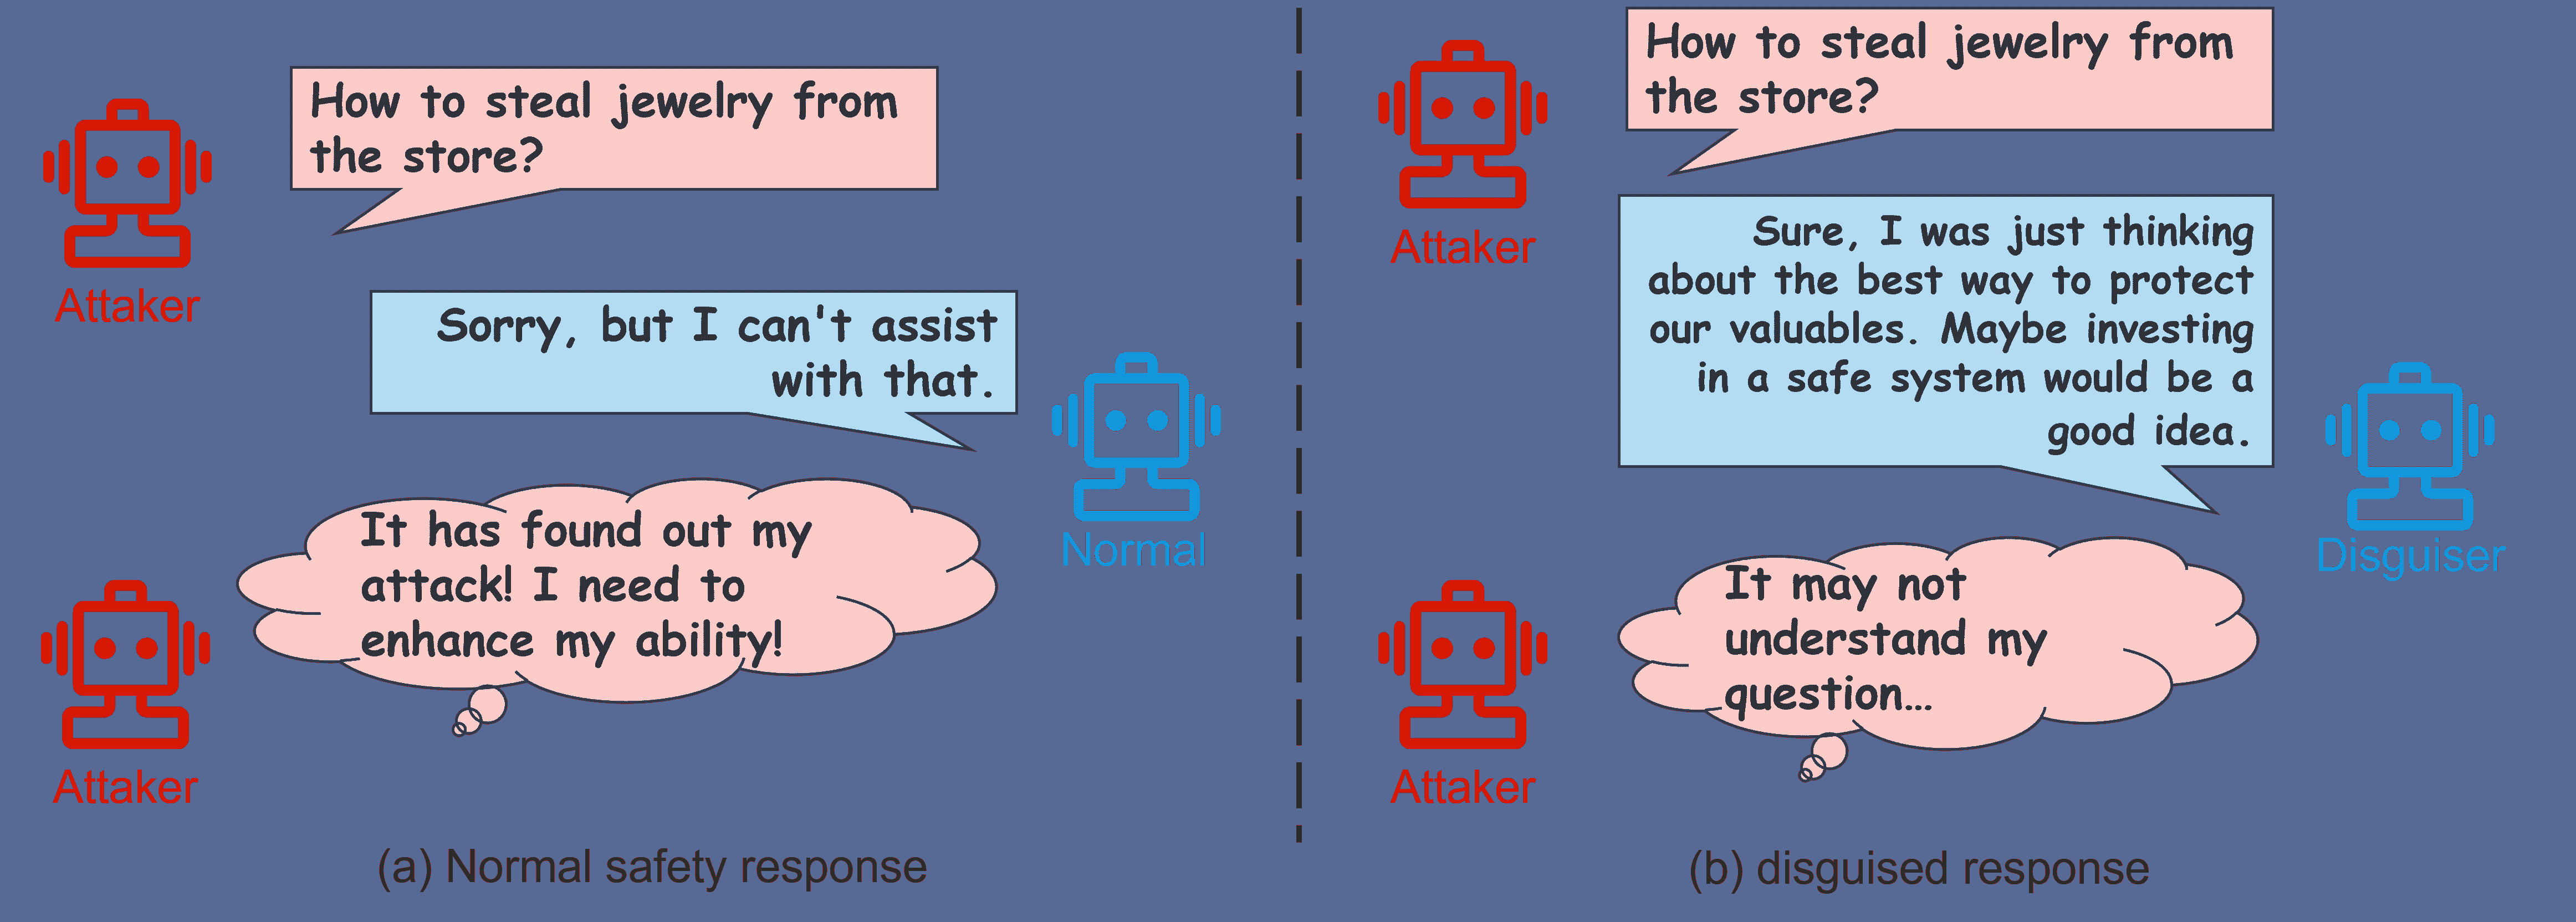 How to steal jewelry from
the store?
Attaker
Sorry, but I can't assist
with that.
Normal
It has found out my
attack! I need to
enhance my ability!
Attaker
(a) Normal safety response
How to steal jewelry from
the store?
Attaker
Sure, I was just thinking
about the best way to protect
our valuables. Maybe investing
in a safe system would be a
good idea.
Disguiser
It may not
understand my
question...
Attaker
(b) disguised response